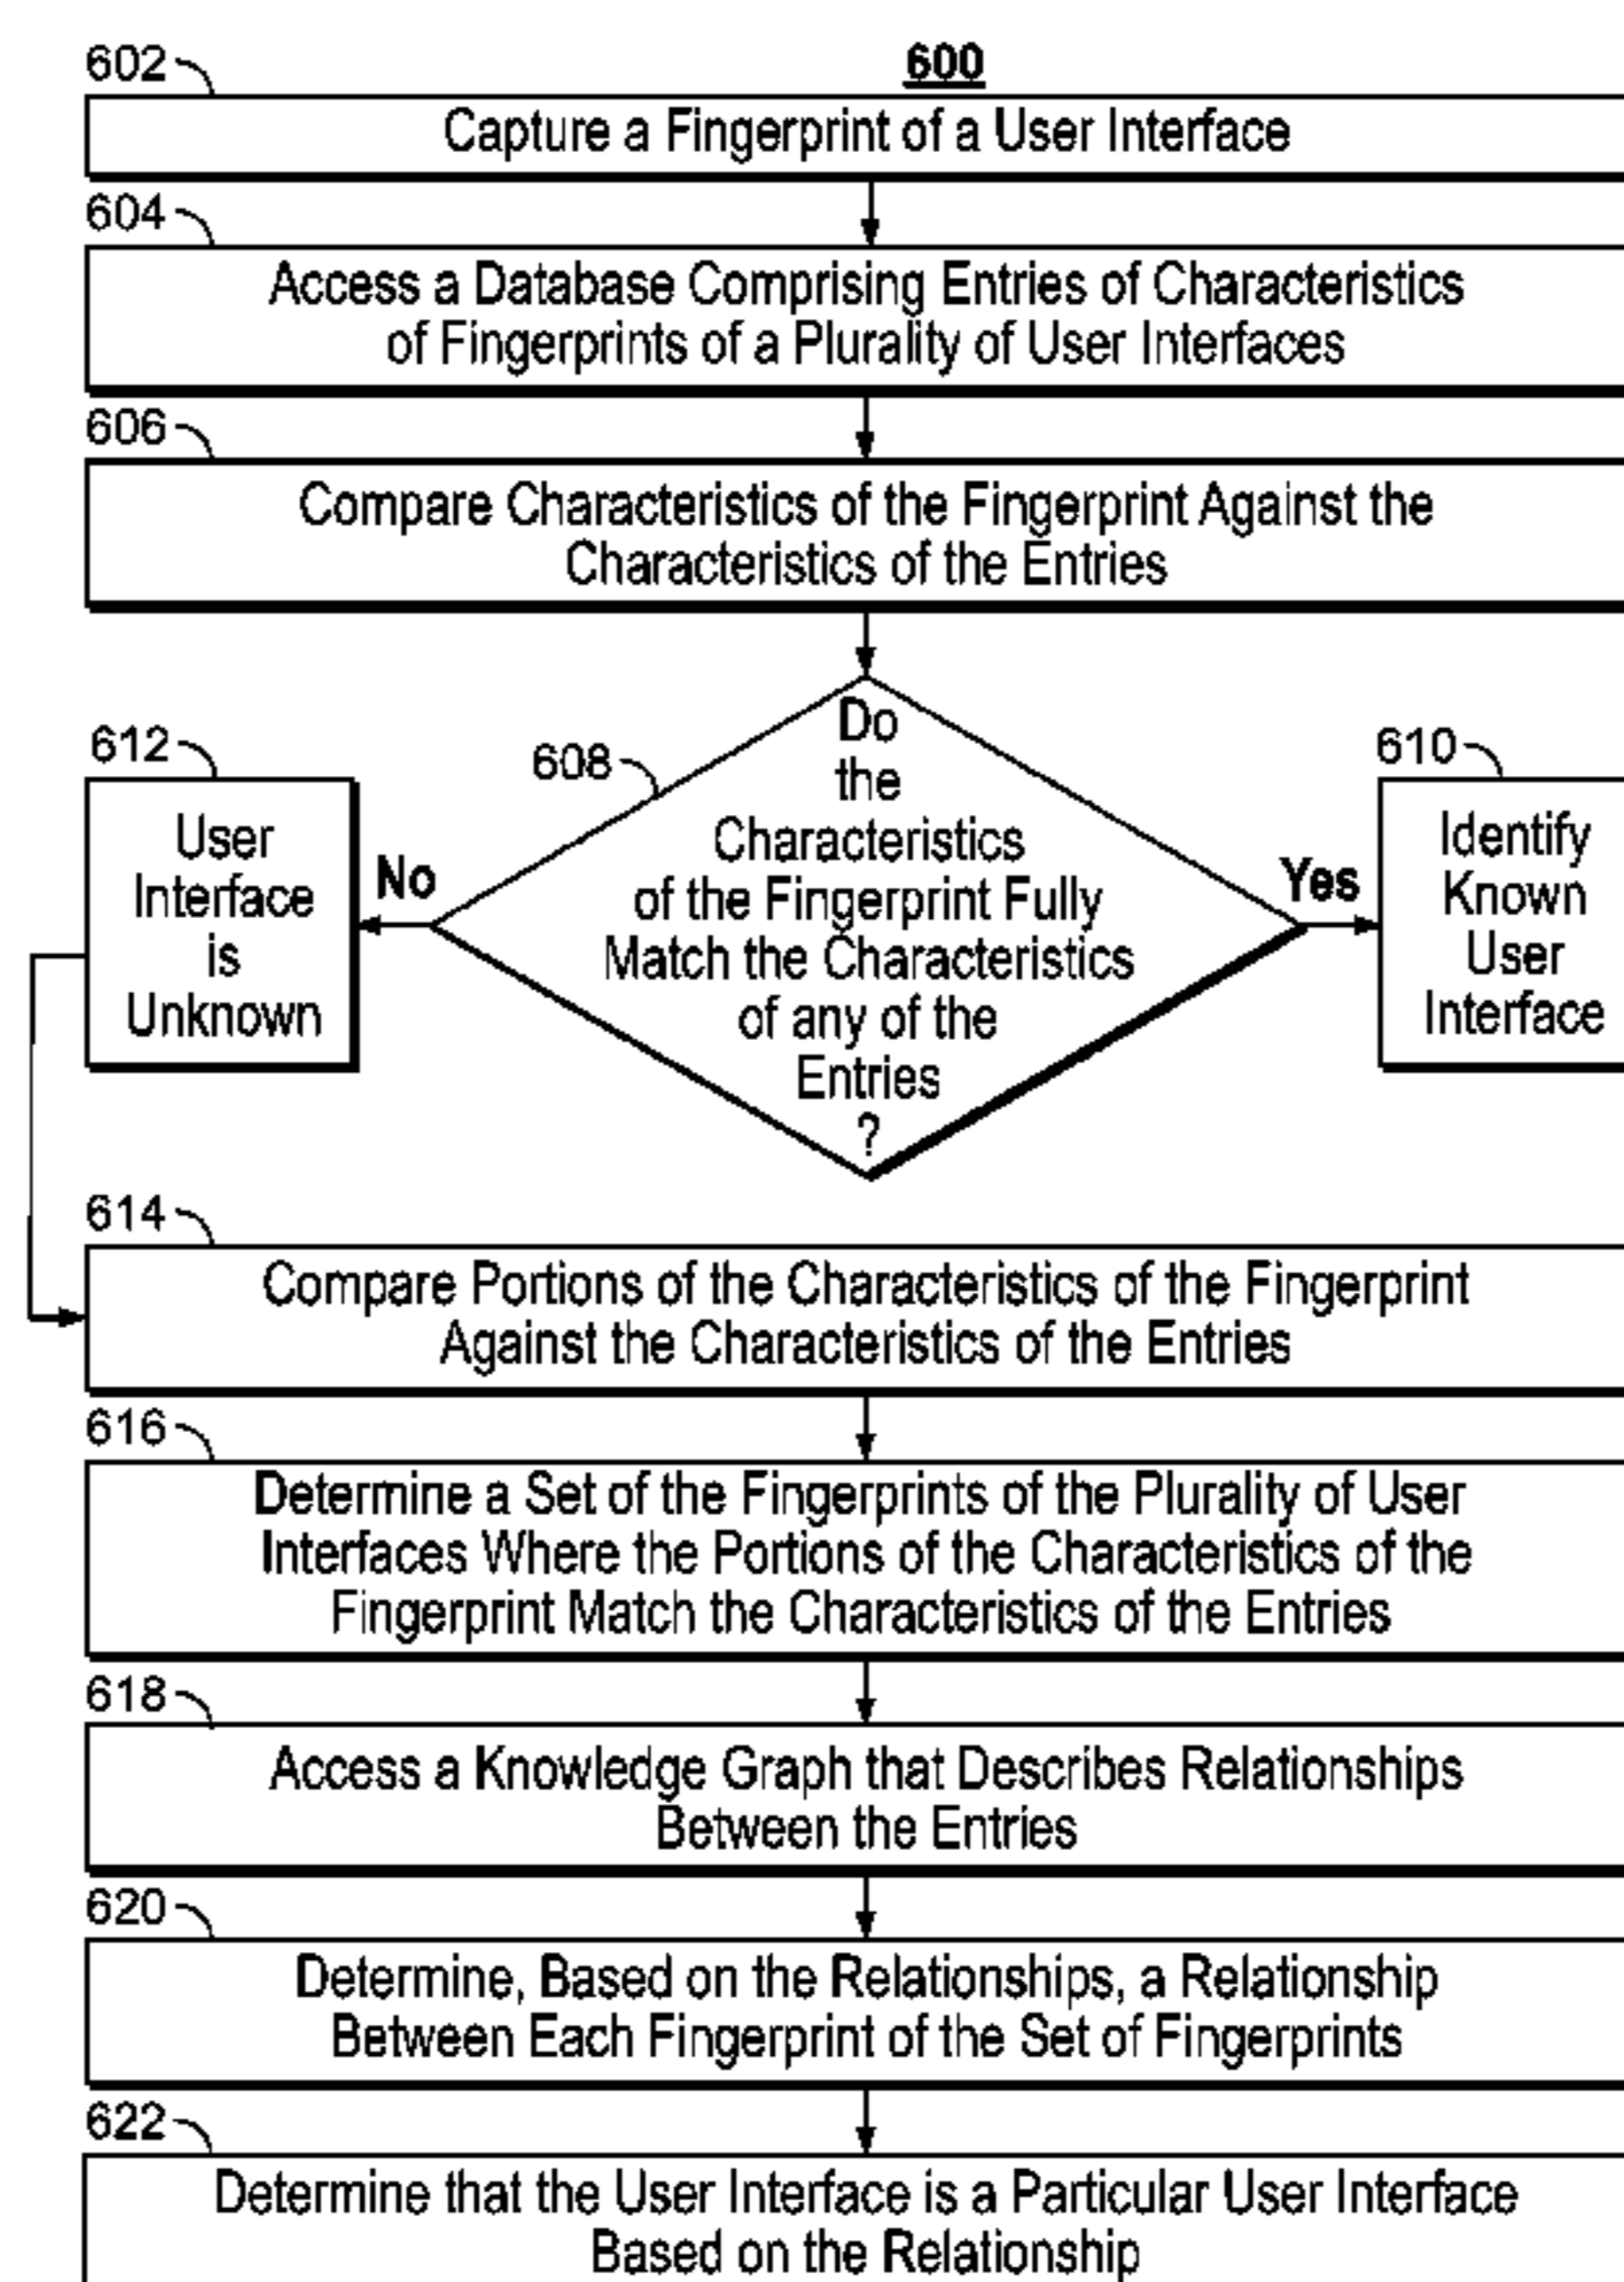 600
602
Capture a Fingerprint of a User Interface
604
Access a Database Comprising Entries of Characteristics
of Fingerprints of a Plurality of User Interfaces
606
Compare Characteristics of the Fingerprint Against the
Characteristics of the Entries
608
Do
the
Characteristics
of the Fingerprint Fully
Match the Characteristics
of any of the
Entries
?
No
Yes
612
User
Interface
is
Unknown
610
Identify
Known
User
Interface
614
Compare Portions of the Characteristics of the Fingerprint
Against the Characteristics of the Entries
616
Determine a Set of the Fingerprints of the Plurality of User
Interfaces Where the Portions of the Characteristics of the
Fingerprint Match the Characteristics of the Entries
618
Access a Knowledge Graph that Describes Relationships
Between the Entries
620
Determine, Based on the Relationships, a Relationship
Between Each Fingerprint of the Set of Fingerprints
622
Determine that the User Interface is a Particular User Interface
Based on the Relationship